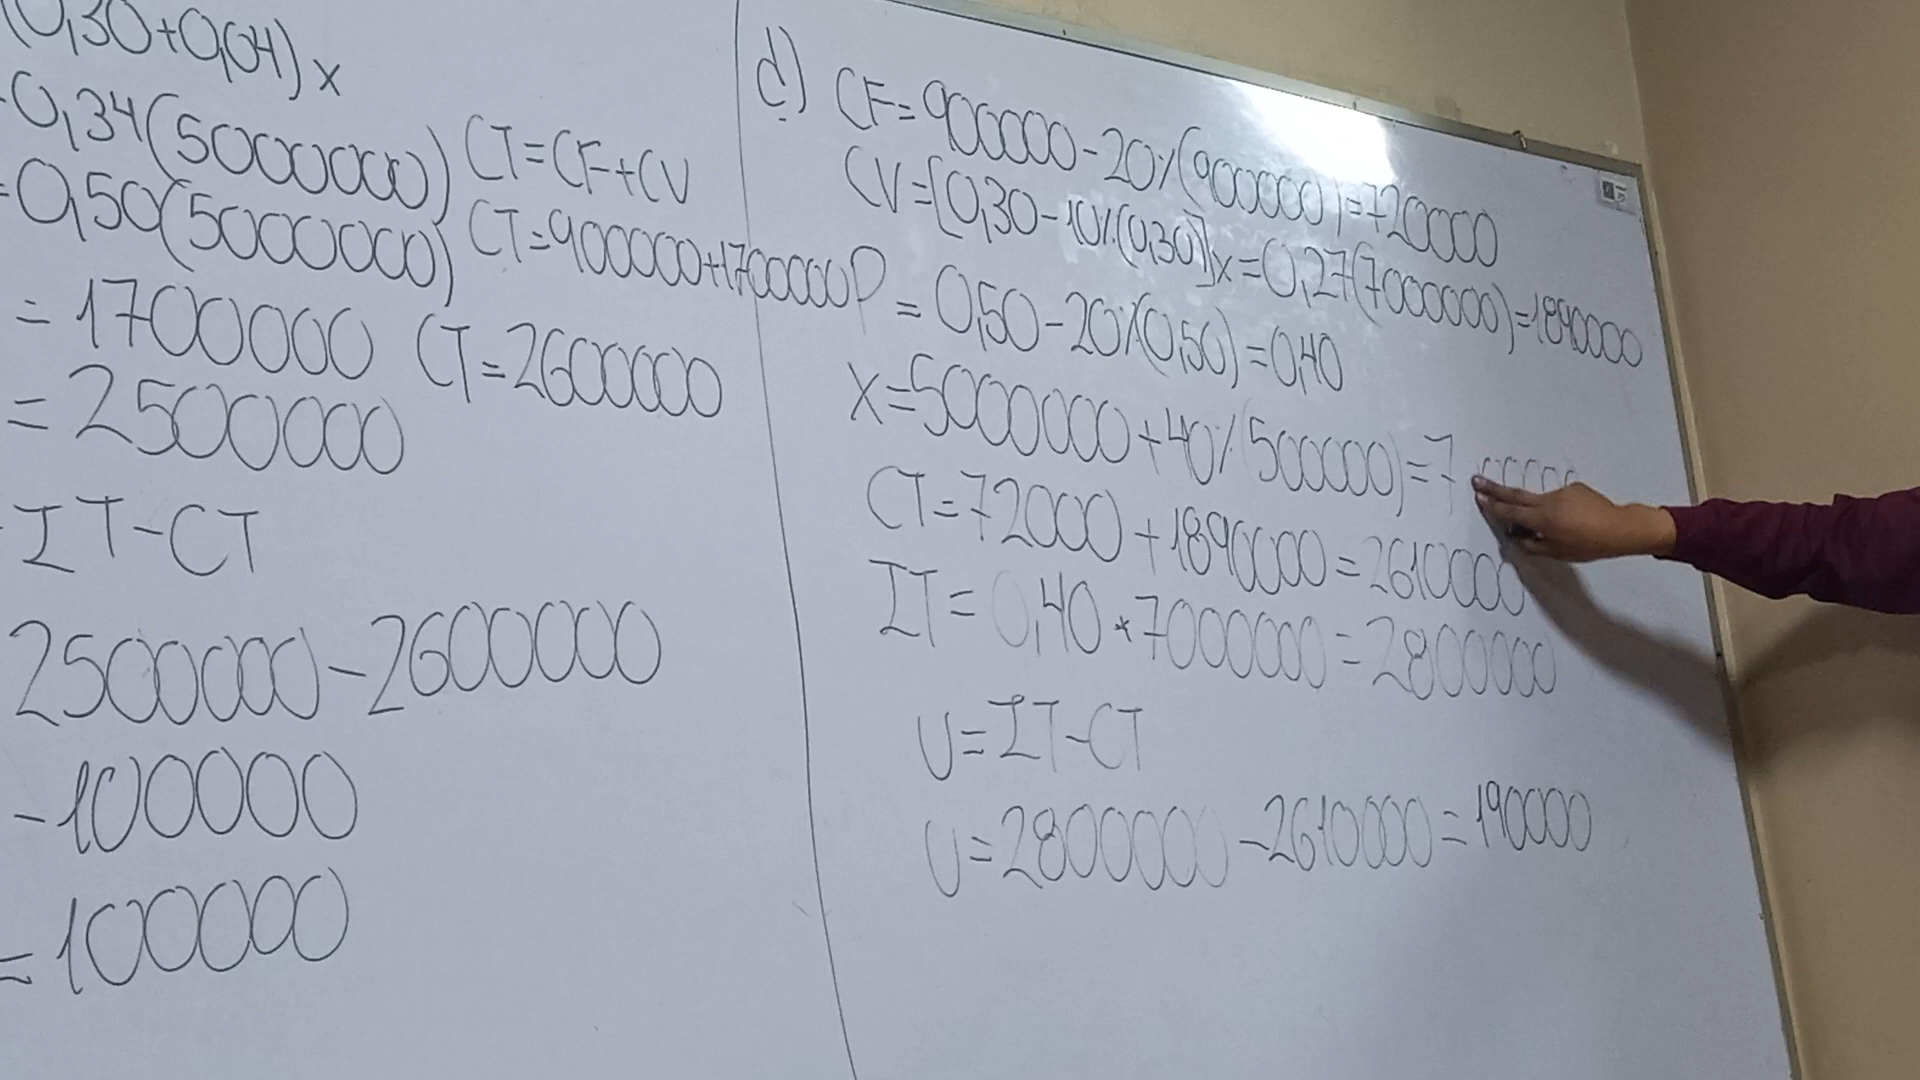 (0,30+0,04)x
0,34(5000000)
0,50(5000000)
= 1700000
= 2500000
IT-CT
2500000-2600000
-100000
=100000
CT=CF+CV
CT=900000+1700000
CT=2600000
d) CF=900000-20%(900000)=720000
CV=[0,30-10%(0,30)]x=0,27(7000000)=1890000
P=0,50-20%(0,50)=0,40
X=5000000+40%(500000)=7
CT=72000+1890000=2610000
IT=0,40*7000000=2800000
U=IT-CT
U=2800000-2610000=190000